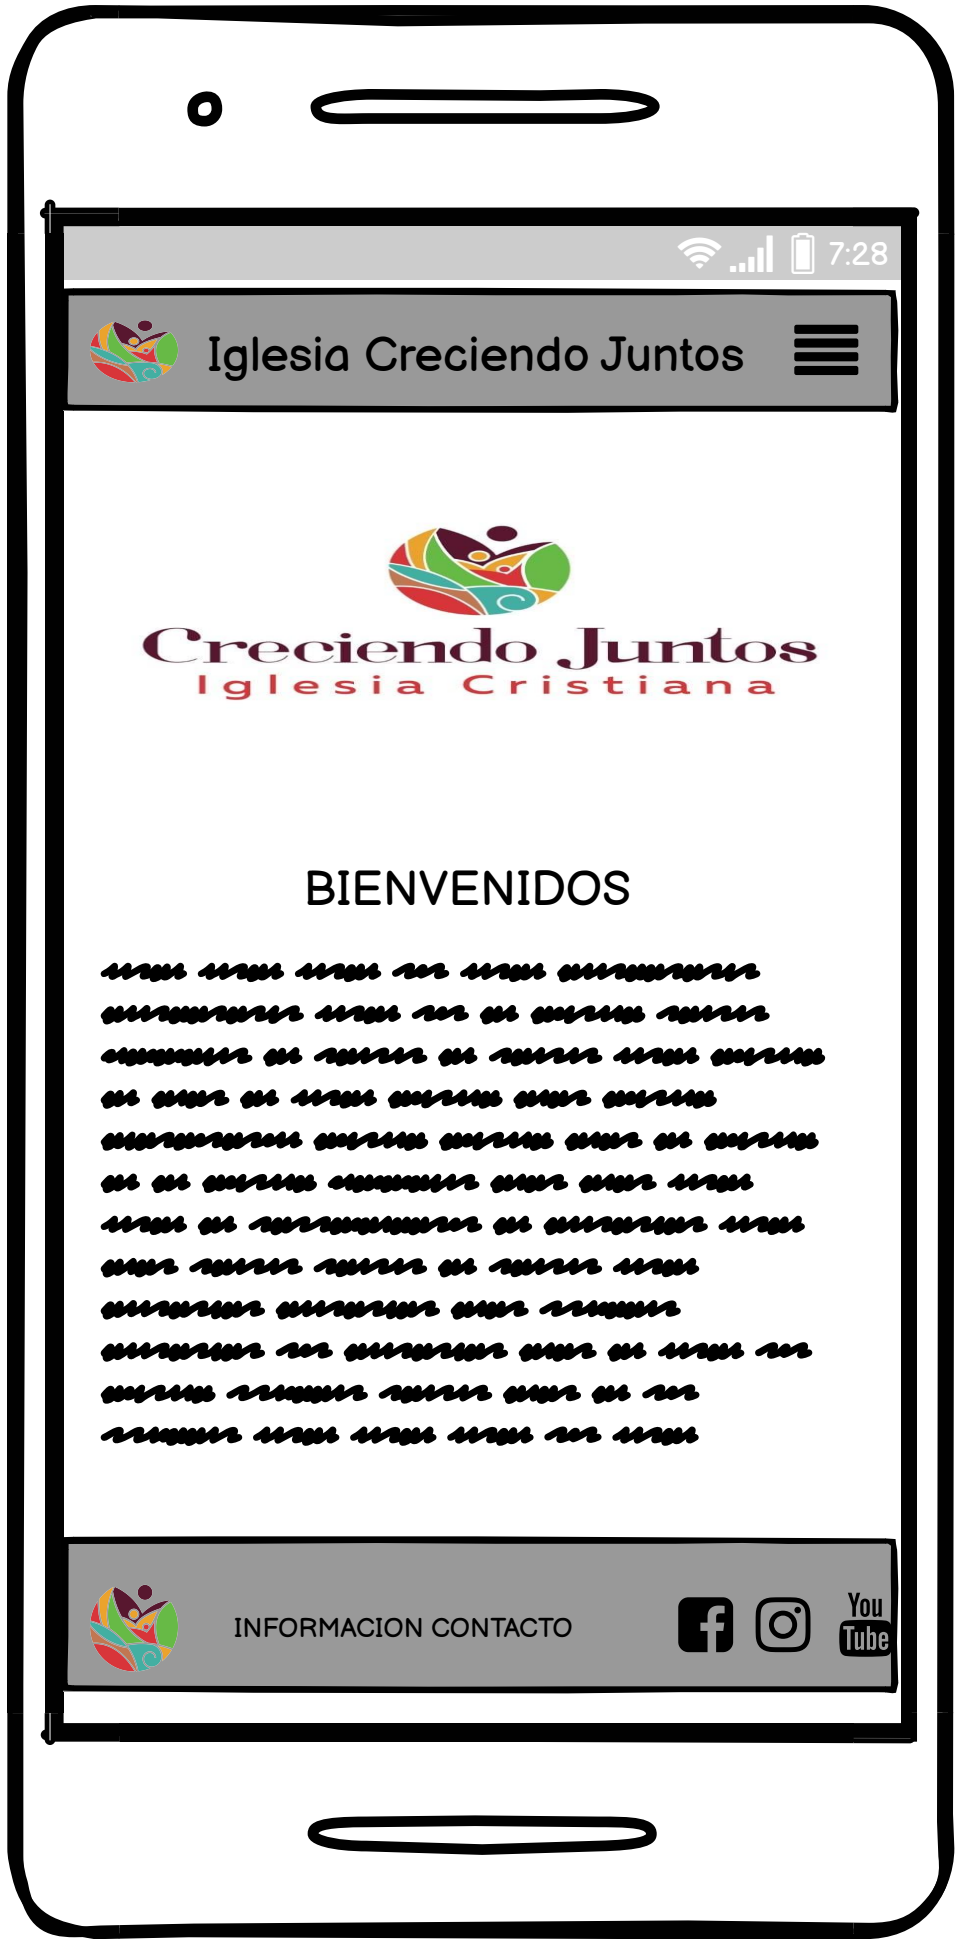 7:28
Iglesia Creciendo Juntos
Creciendo Juntos
Iglesia Cristiana
BIENVENIDOS
INFORMACION CONTACTO
You
Tube